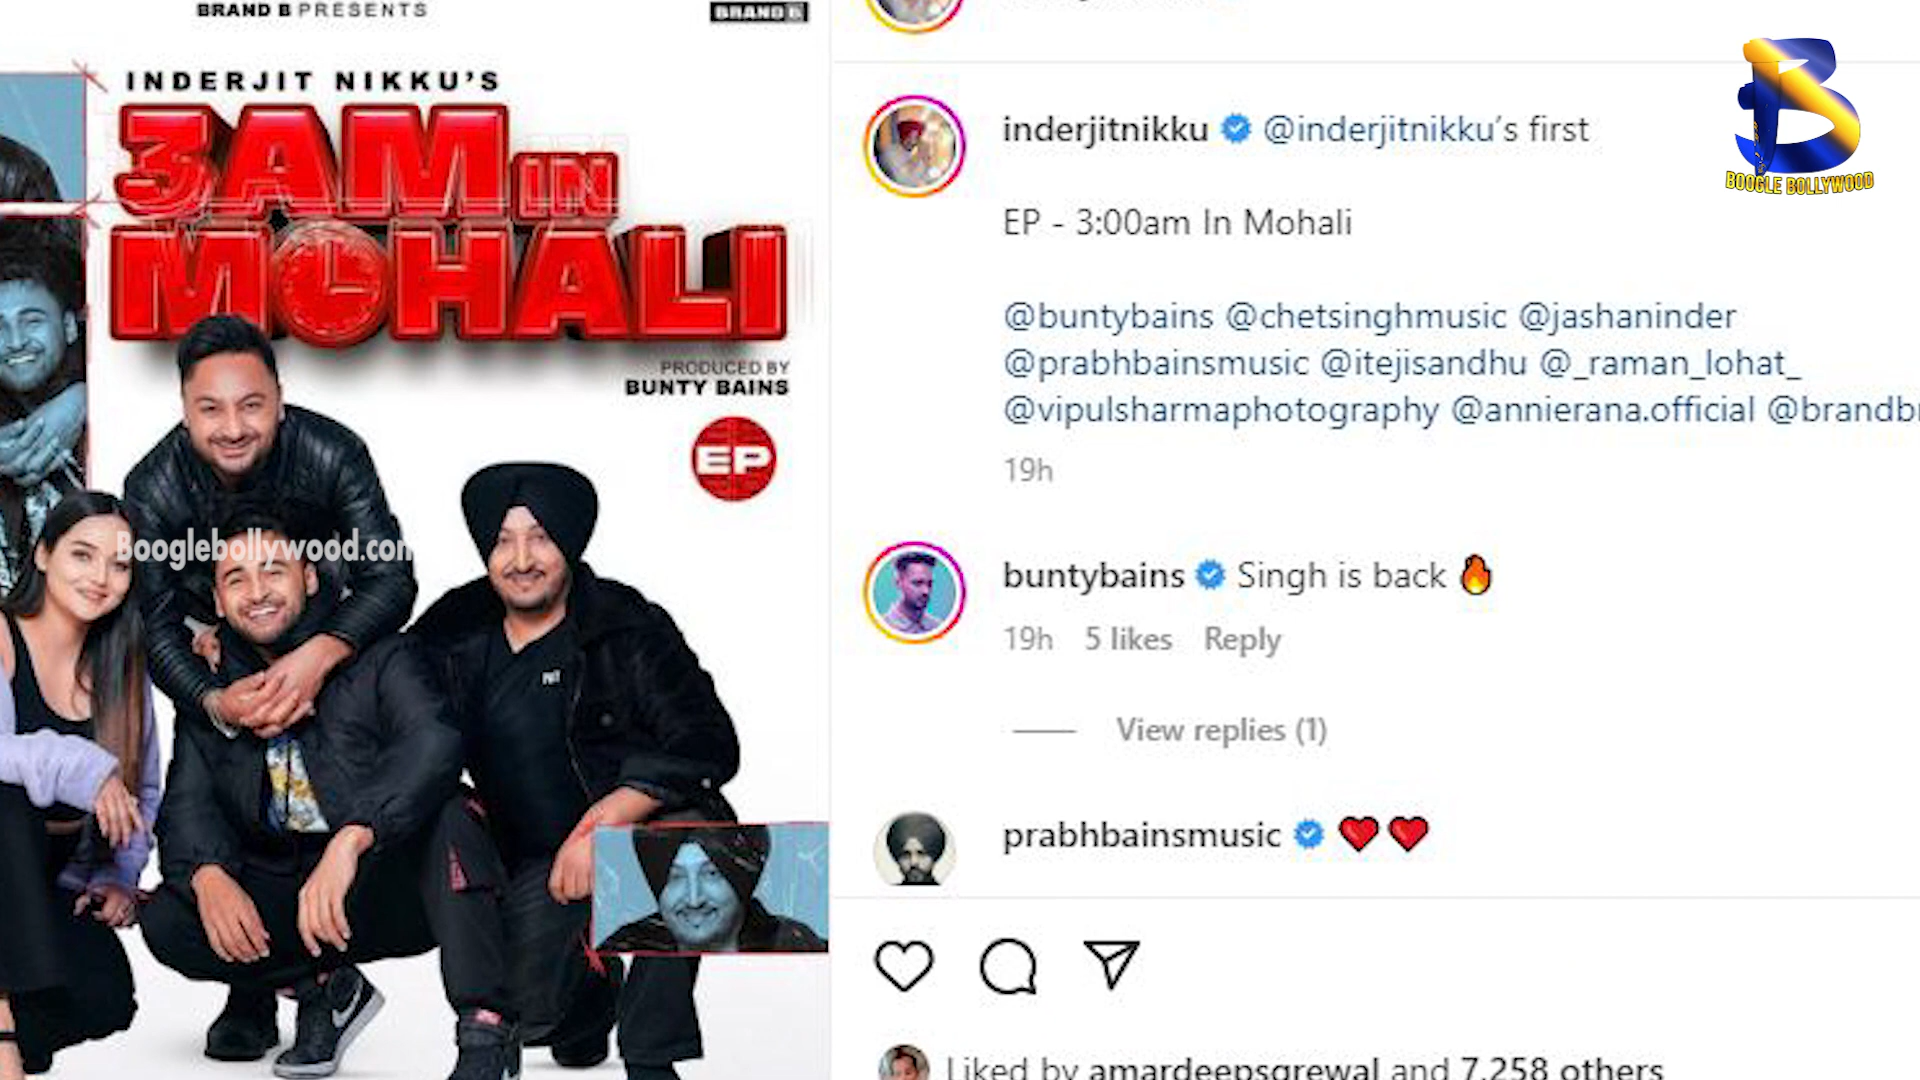 BRAND B PRESENTS
BRAND B
INDERJIT NIKKU'S
3AM IN
MOHALI
PRODUCED BY
BUNTY BAINS
EP
Booglebollywood.com
inderjitnikku @inderjitnikku's first
EP - 3:00am In Mohali
@buntybains @chetsinghmusic @jashaninder
@prabhbainsmusic @itejisandhu @_raman_lohat_
@vipulsharmaphotography @annierana.official @brandb
19h
buntybains Singh is back 🔥
19h 5 likes Reply
View replies (1)
prabhbainsmusic ❤️ ❤️
Liked by amardeepsgrewal and 7,258 others
B
BOOGLE BOLLYWOOD